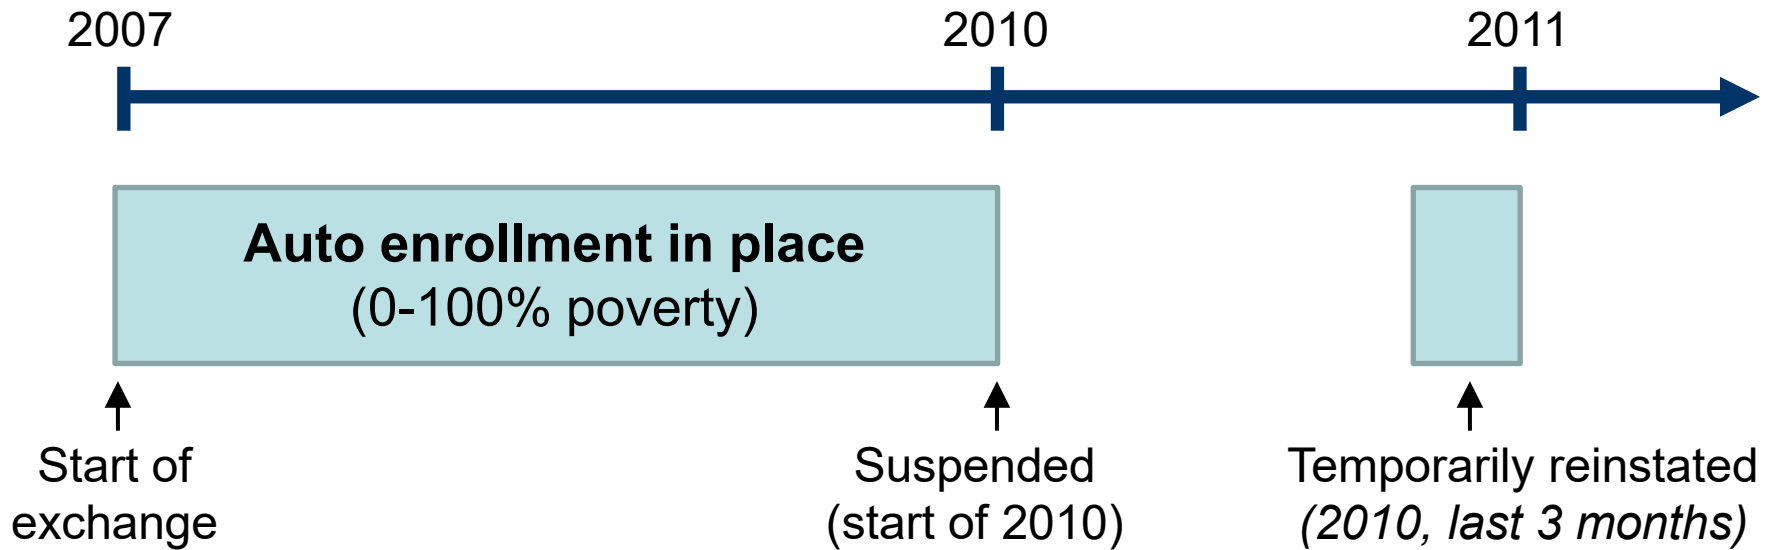 2007
2010
2011
Auto enrollment in place
(0-100% poverty)
Start of
exchange
Suspended
(start of 2010)
Temporarily reinstated
(2010, last 3 months)